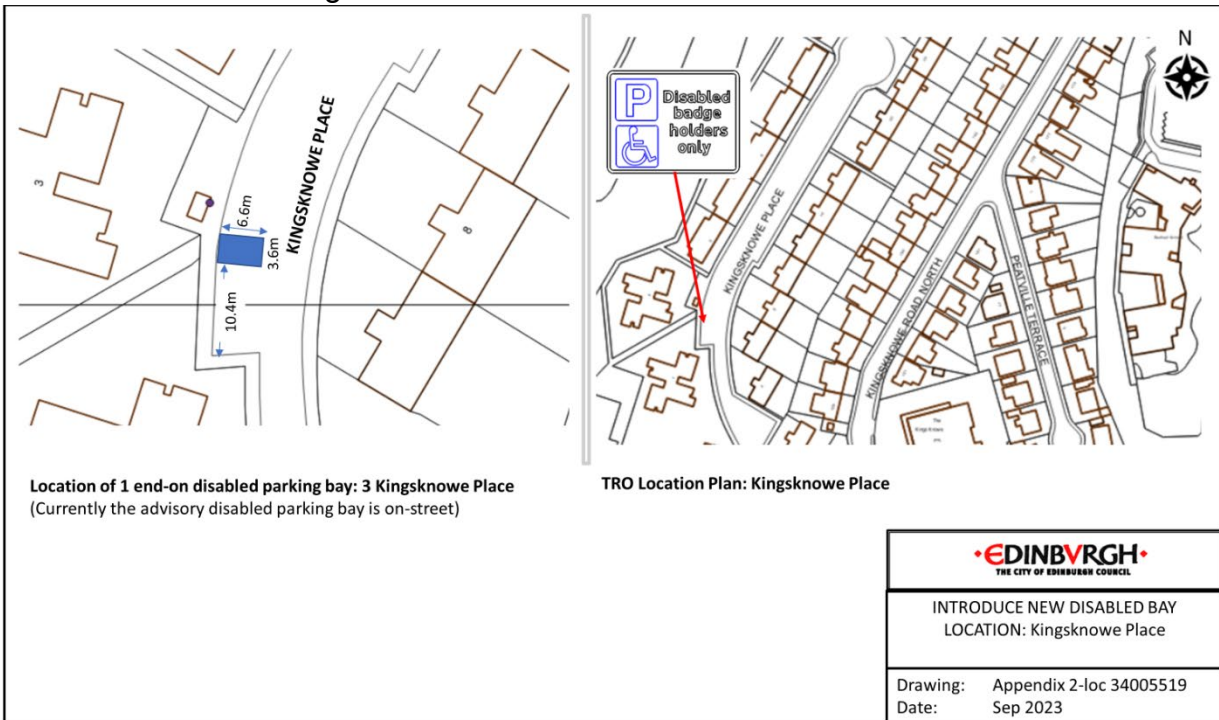 KINGSKNOWE PLACE
3
6.6m
3.6m
8
10.4m
N
P Disabled
badge
holders
only
KINGSKNOWE PLACE
KINGSKNOWE ROAD NORTH
PEATVILLE TERRACE
Location of 1 end-on disabled parking bay: 3 Kingsknowe Place
(Currently the advisory disabled parking bay is on-street)
TRO Location Plan: Kingsknowe Place
EDINBVRGH
THE CITY OF EDINBURGH COUNCIL
INTRODUCE NEW DISABLED BAY
LOCATION: Kingsknowe Place
Drawing: Appendix 2-loc 34005519
Date: Sep 2023